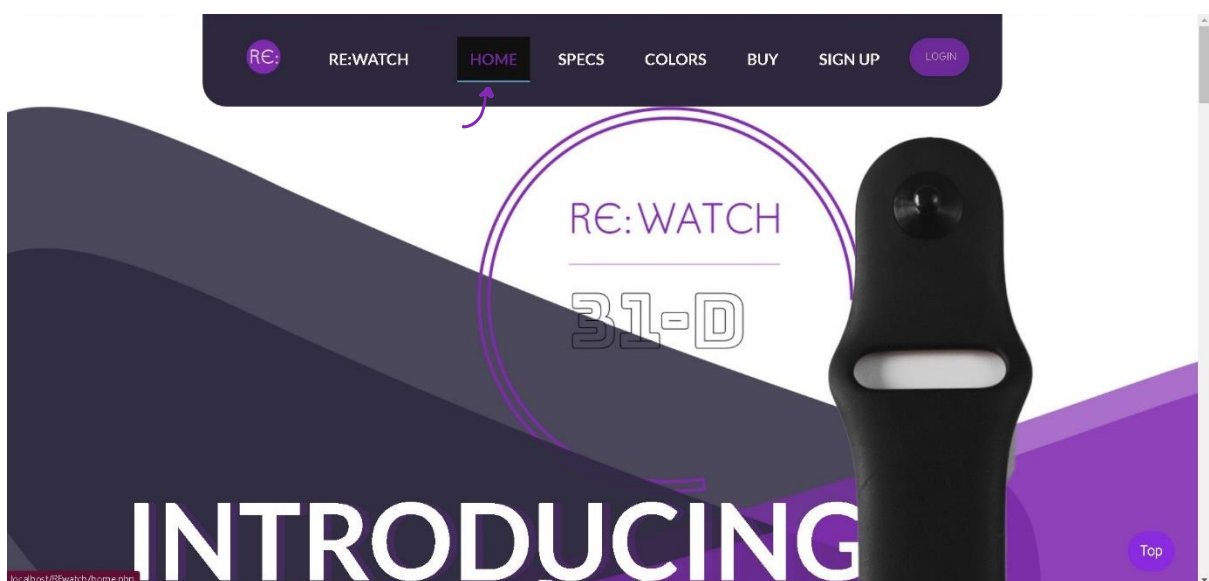 RE: RE:WATCH HOME SPECS COLORS BUY SIGN UP LOGIN
RE:WATCH
31-D
INTRODUCING
Top
localhost/REwatch/home.php